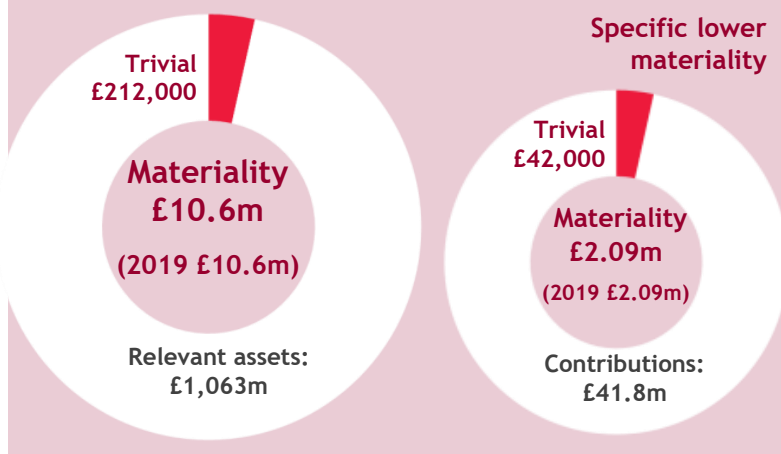 Specific lower
materiality
Trivial
£212,000
Materiality
£10.6m
(2019 £10.6m)
Relevant assets:
£1,063m
Trivial
£42,000
Materiality
£2.09m
(2019 £2.09m)
Contributions:
£41.8m